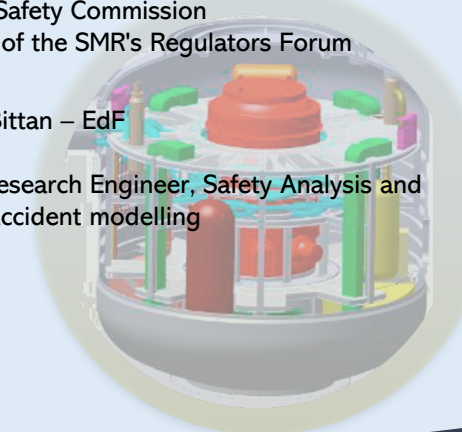 Safety Commission
of the SMR's Regulators Forum
Bittan – EdF
Research Engineer, Safety Analysis and
accident modelling